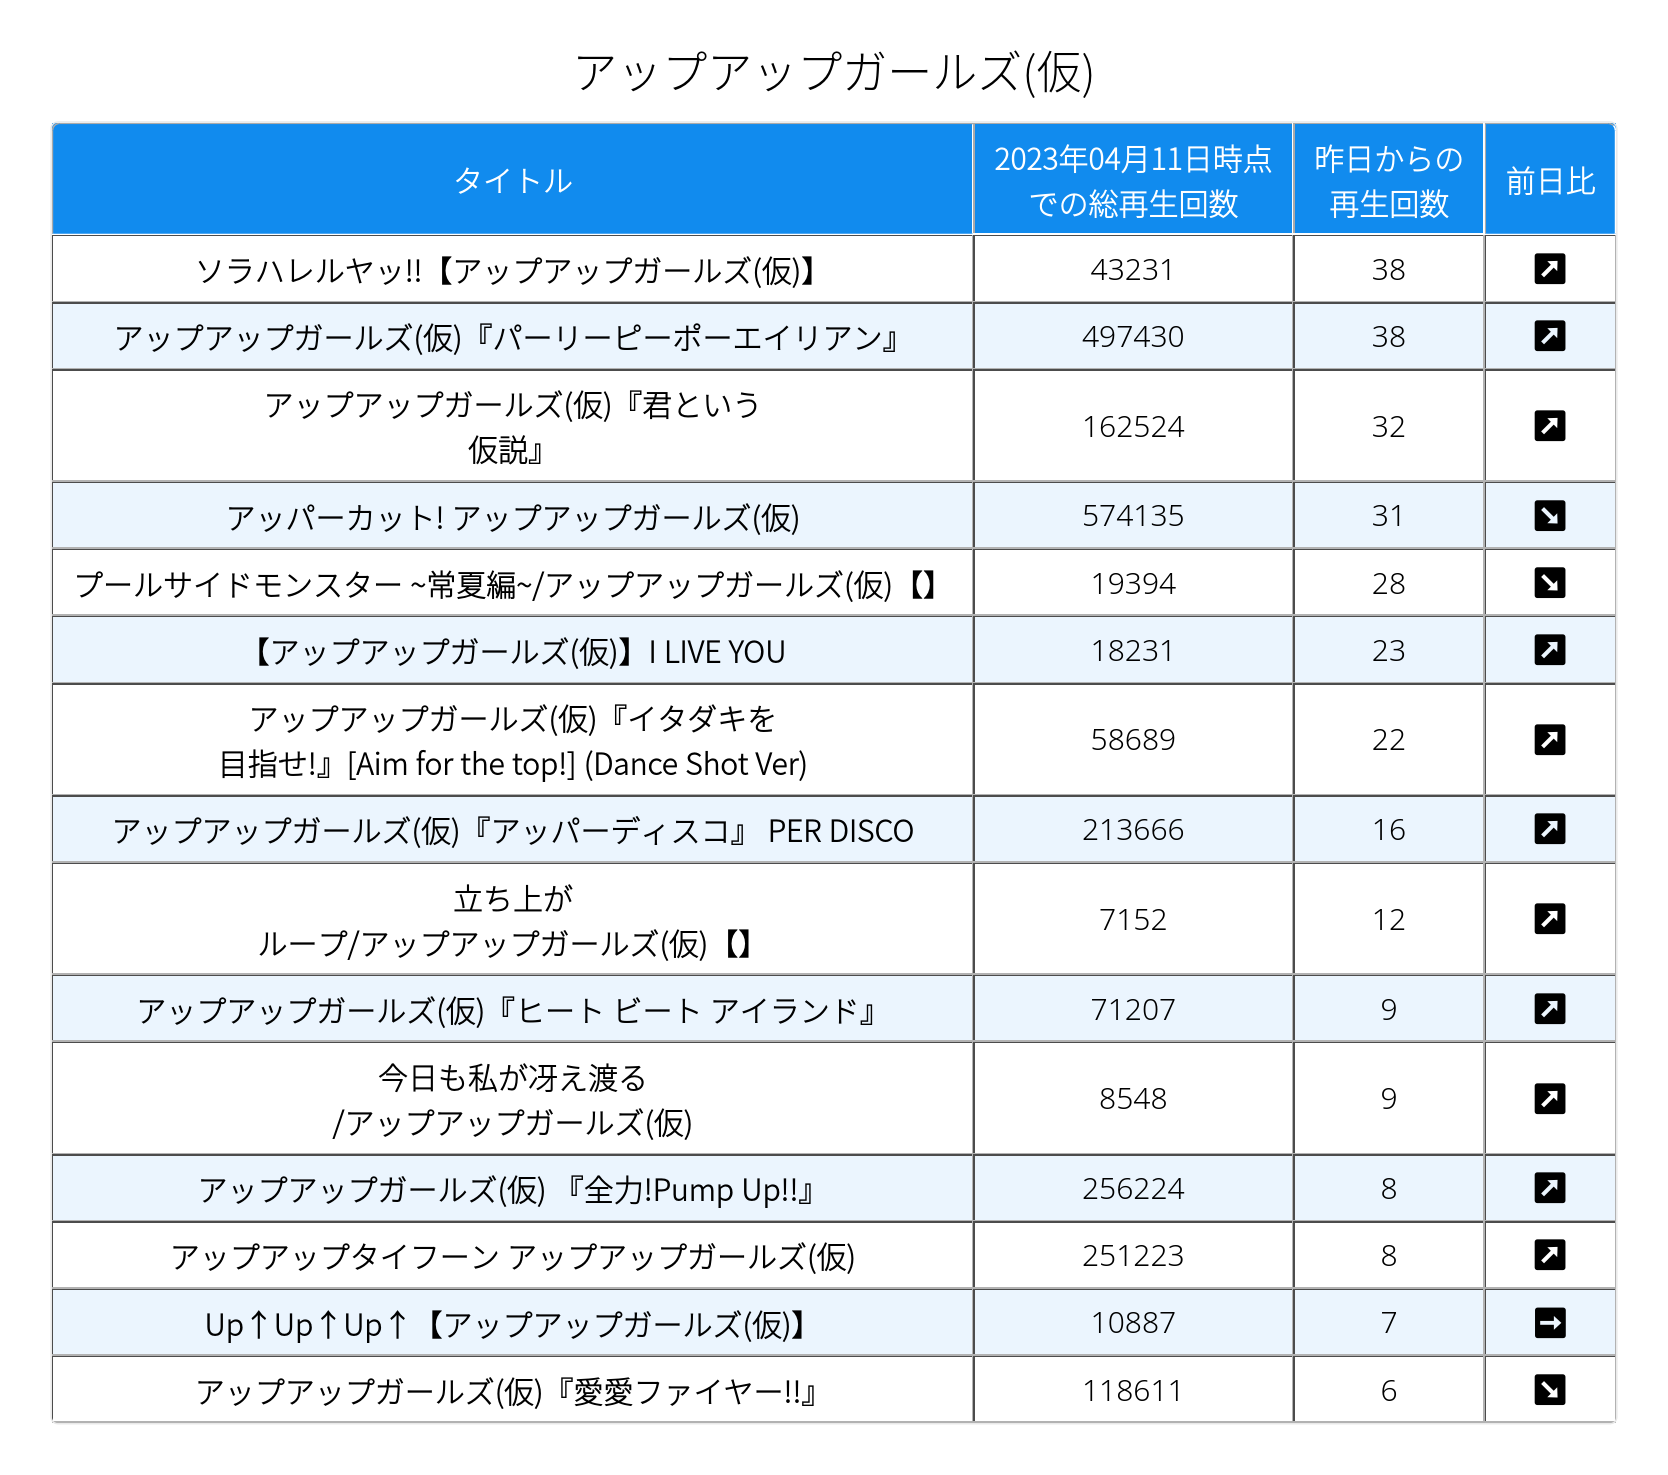 アップアップガールズ(仮)
タイトル
2023年04月11日時点
での総再生回数
昨日からの
再生回数
前日比
ソラハレルヤッ!!【アップアップガールズ(仮)】 43231 38 ↗
アップアップガールズ(仮)『パーリーピーポーエイリアン』 497430 38 ↗
アップアップガールズ(仮)『君という
仮説』 162524 32 ↗
アッパーカット! アップアップガールズ(仮) 574135 31 ↘
プールサイドモンスター ~常夏編~/アップアップガールズ(仮)【】 19394 28 ↘
【アップアップガールズ(仮)】I LIVE YOU 18231 23 ↗
アップアップガールズ(仮)『イタダキを
目指せ!』[Aim for the top!] (Dance Shot Ver) 58689 22 ↗
アップアップガールズ(仮)『アッパーディスコ』 PER DISCO 213666 16 ↗
立ち上が
ループ/アップアップガールズ(仮)【】 7152 12 ↗
アップアップガールズ(仮)『ヒート ビート アイランド』 71207 9 ↗
今日も私が冴え渡る
/アップアップガールズ(仮) 8548 9 ↗
アップアップガールズ(仮) 『全力!Pump Up!!』 256224 8 ↗
アップアップタイフーン アップアップガールズ(仮) 251223 8 ↗
Up↑Up↑Up↑【アップアップガールズ(仮)】 10887 7 →
アップアップガールズ(仮)『愛愛ファイヤー!!』 118611 6 ↘